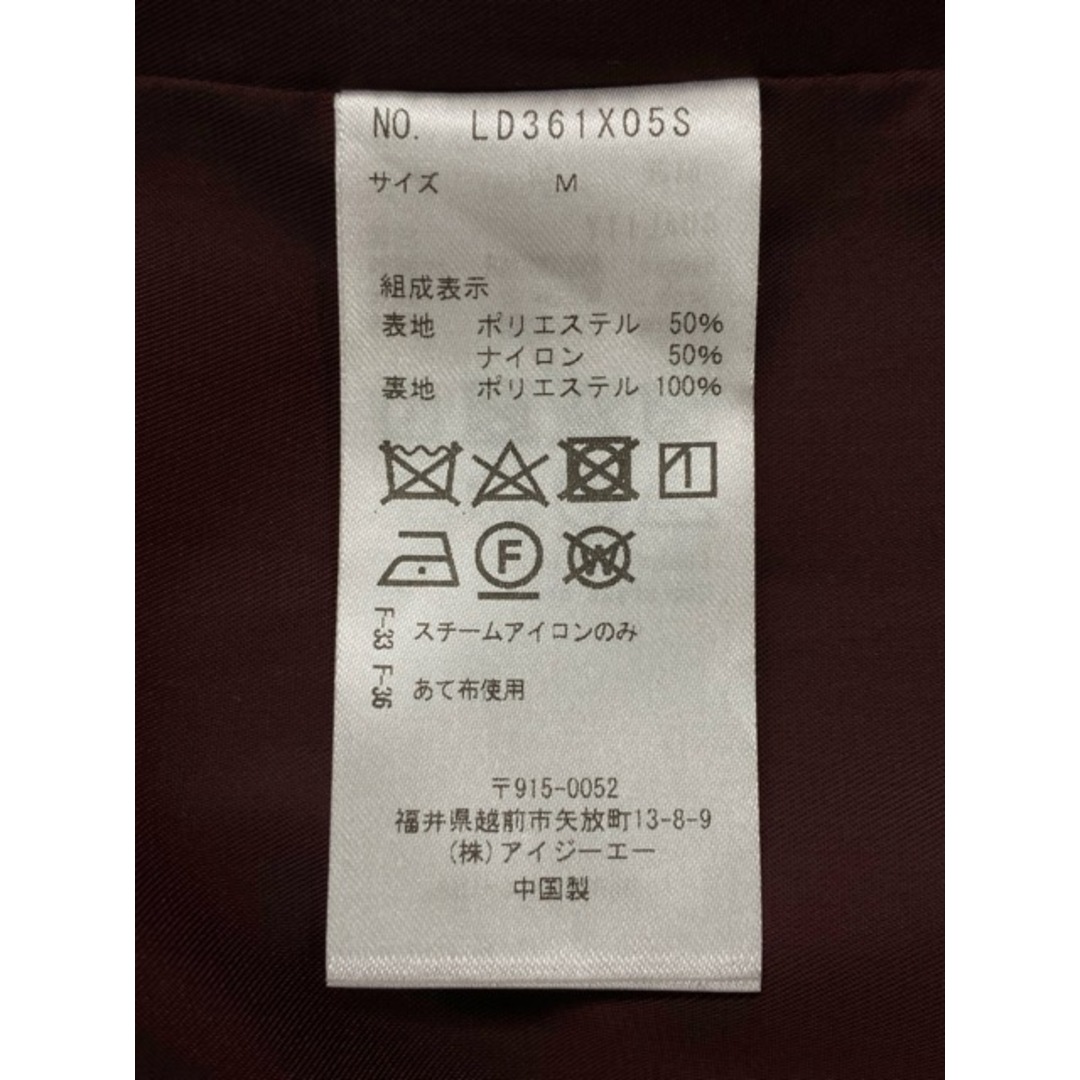 NO. LD361X05S
サイズ M
組成表示
表地 ポリエステル 50%
ナイロン 50%
裏地 ポリエステル 100%
F
W
F-33 スチームアイロンのみ
F-36 あて布使用
〒915-0052
福井県越前市矢放町13-8-9
(株)アイジーエー
中国製